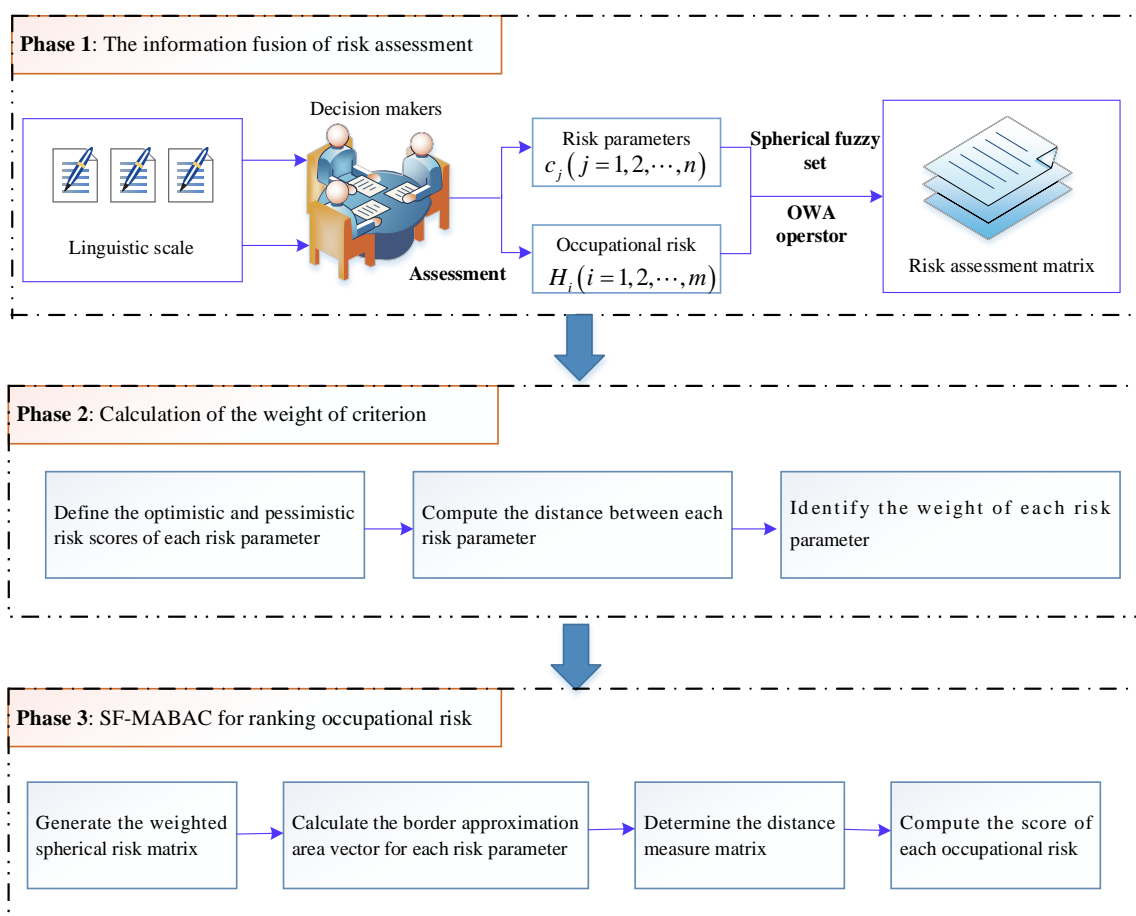 Phase 1: The information fusion of risk assessment
Decision makers
Linguistic scale
Assessment
Risk parameters
c_j(j=1,2,⋯,n)
Occupational risk
H_i(i=1,2,⋯,m)
Spherical fuzzy
set
OWA
operstor
Risk assessment matrix
Phase 2: Calculation of the weight of criterion
Define the optimistic and pessimistic
risk scores of each risk parameter
Compute the distance between each
risk parameter
Identify the weight of each risk
parameter
Phase 3: SF-MABAC for ranking occupational risk
Generate the weighted
spherical risk matrix
Calculate the border approximation
area vector for each risk parameter
Determine the distance
measure matrix
Compute the score of
each occupational risk